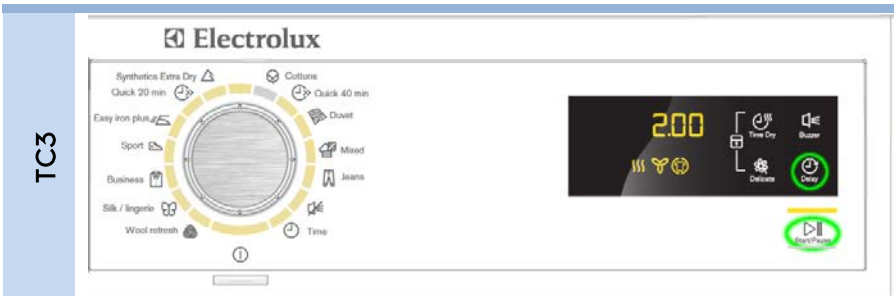 TC3
Electrolux
Synthetics Extra Dry
Cottons
Quick 20 min
Quick 40 min
Easy iron plus
Duvet
Sport
Mixed
Business
Jeans
Silk / lingerie
Wool refresh
Time
2.00
Time Dry
Buzzer
Delicate
Delay
Start/Pause